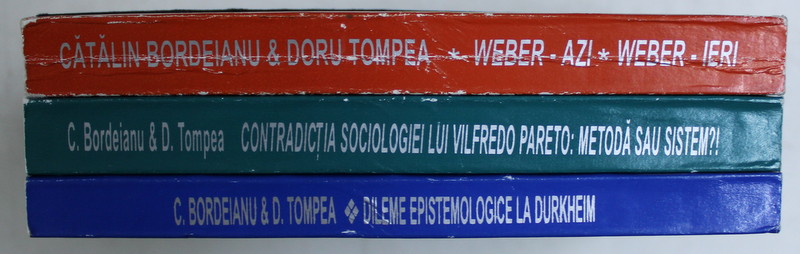 CĂTĂLIN BORDEIANU & DORU TOMPEA * WEBER - AZI * WEBER - IERI
C. Bordeianu & D. Tompea CONTRADICȚIA SOCIOLOGIEI LUI VILFREDO PARETO: METODĂ SAU SISTEM?!
C. BORDEIANU & D. TOMPEA ❖ DILEME EPISTEMOLOGICE LA DURKHEIM